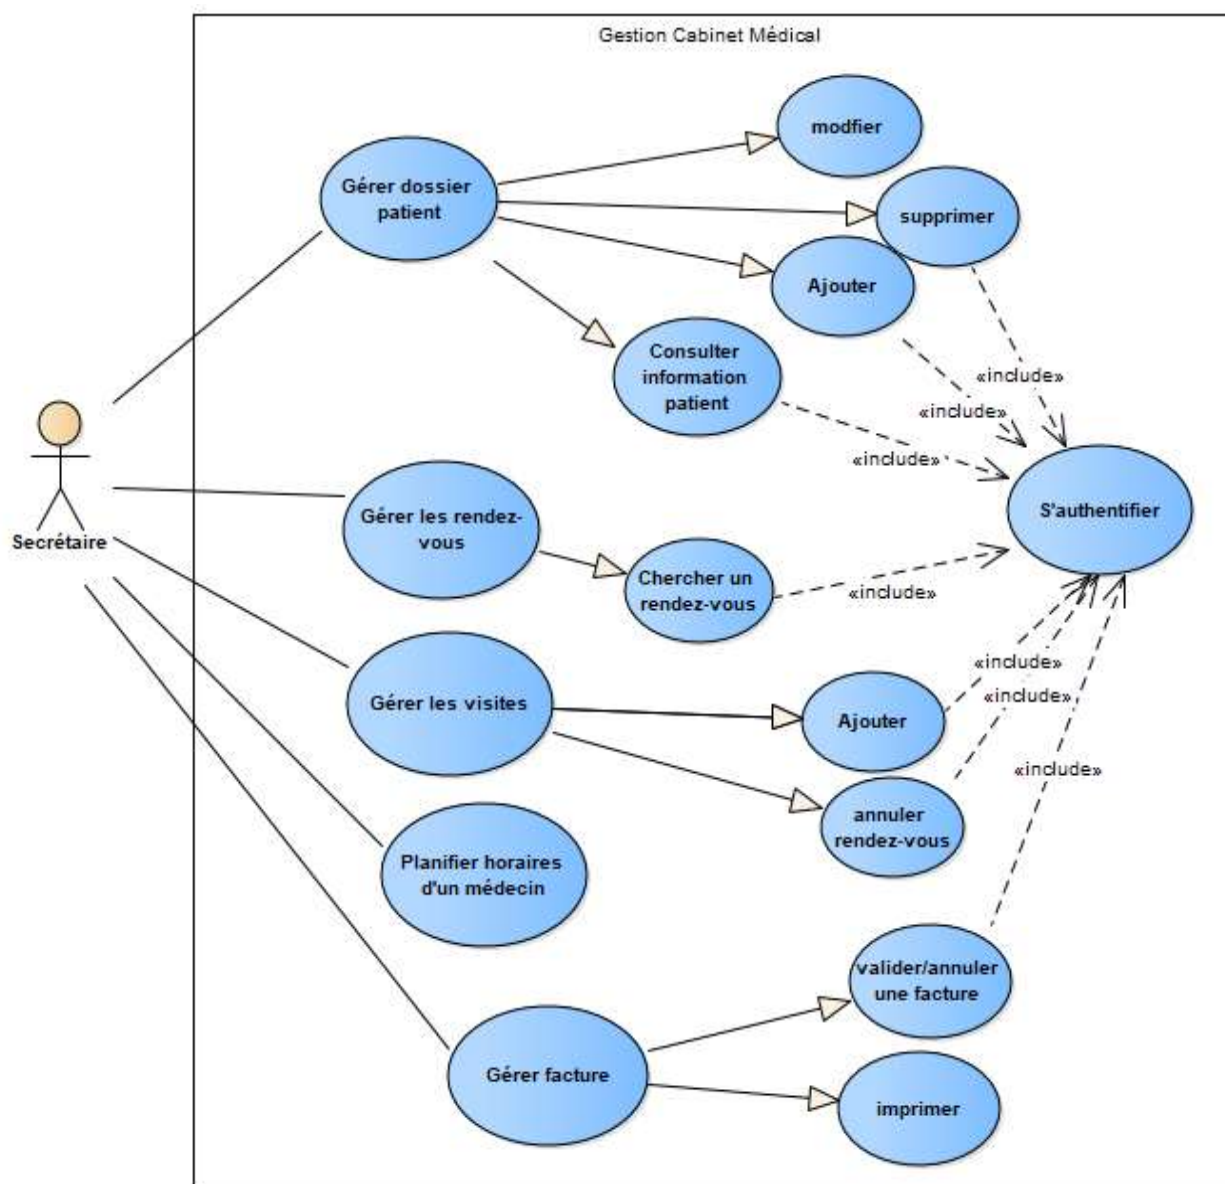 Gestion Cabinet Médical
modfier
Gérer dossier
patient
supprimer
Ajouter
Consulter
information
patient
«include»
«include»
«include»
S'authentifier
Secrétaire
Gérer les rendez-
vous
Chercher un
rendez-vous
«include»
Gérer les visites
Ajouter
«include»
«include»
annuler
rendez-vous
«include»
Planifier horaires
d'un médecin
valider/annuler
une facture
Gérer facture
imprimer